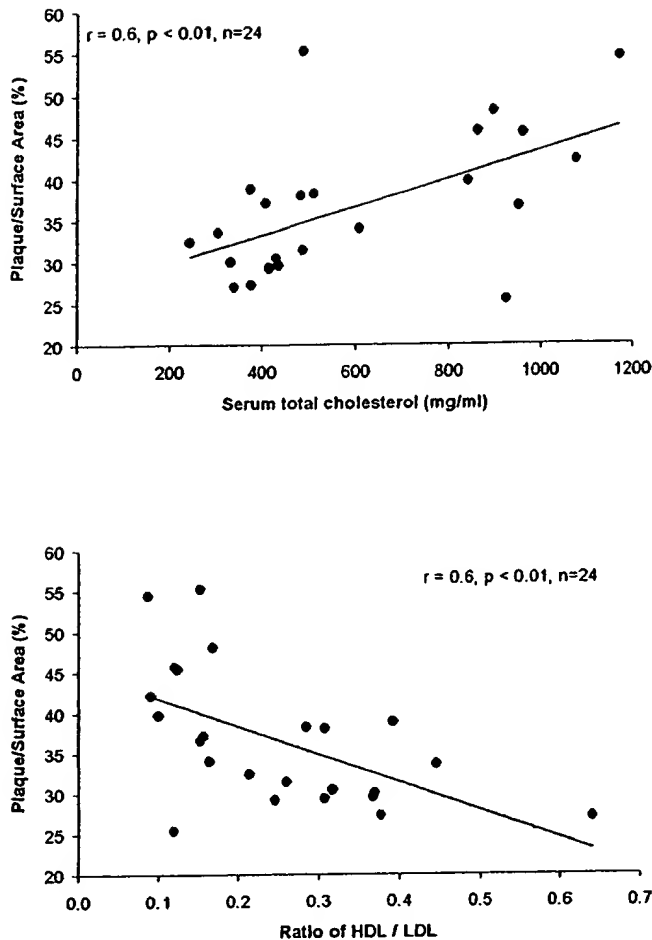 r = 0.6, p < 0.01, n=24
Plaque/Surface Area (%)
60
55
50
45
40
35
30
25
20
0 200 400 600 800 1000 1200
Serum total cholesterol (mg/ml)
r = 0.6, p < 0.01, n=24
Plaque/Surface Area (%)
60
55
50
45
40
35
30
25
20
0.0 0.1 0.2 0.3 0.4 0.5 0.6 0.7
Ratio of HDL / LDL